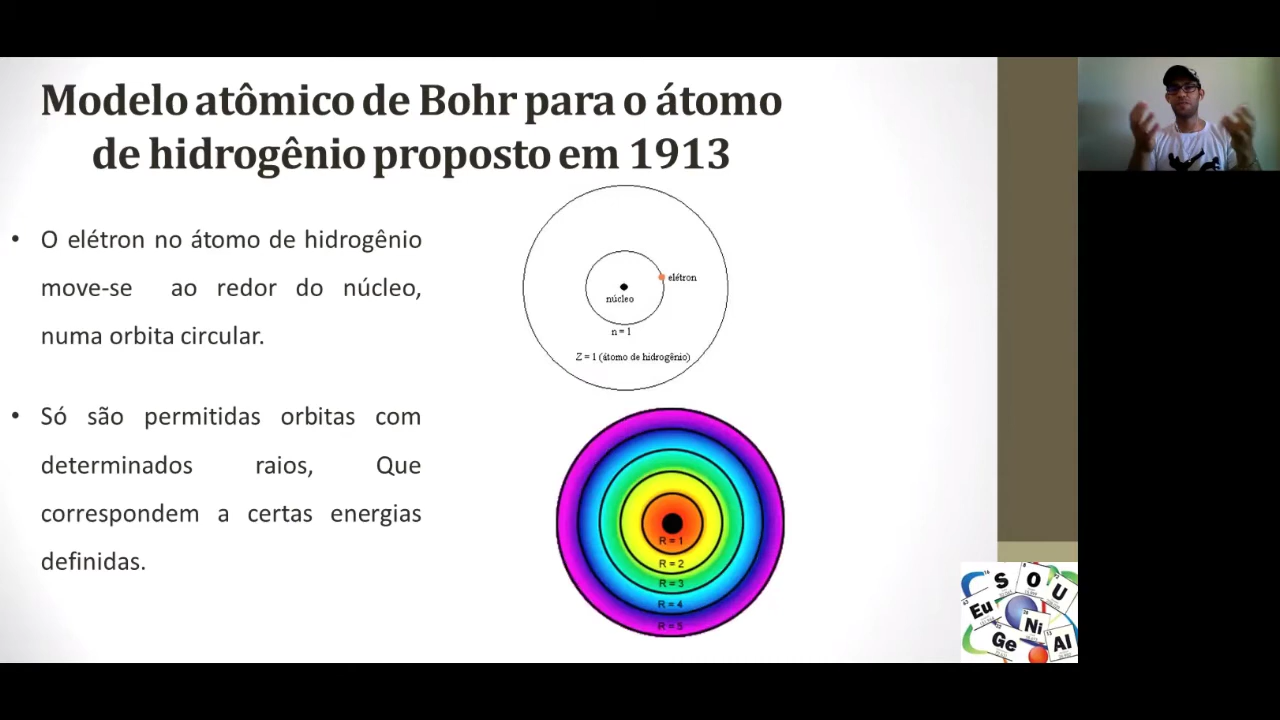 Modelo atômico de Bohr para o átomo
de hidrogênio proposto em 1913
• O elétron no átomo de hidrogênio
move-se ao redor do núcleo,
numa orbita circular.
• Só são permitidas orbitas com
determinados raios, Que
correspondem a certas energias
definidas.
elétron
núcleo
n = 1
Z = 1 (átomo de hidrogênio)
R = 1
R = 2
R = 3
R = 4
R = 5
S O U
Eu
Ni
Ge Al